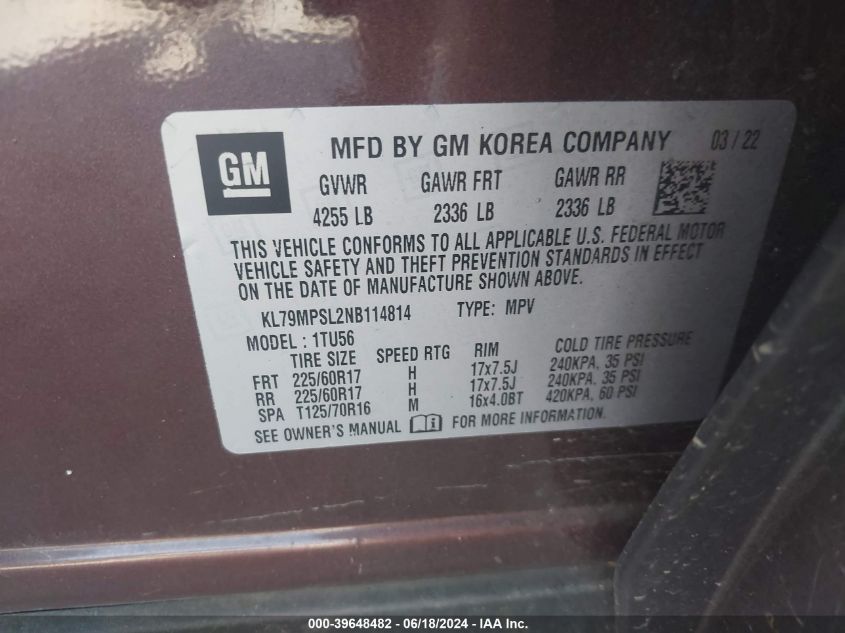 GM
MFD BY GM KOREA COMPANY 03 / 22
GVWR GAWR FRT GAWR RR
4255 LB 2336 LB 2336 LB
THIS VEHICLE CONFORMS TO ALL APPLICABLE U.S. FEDERAL MOTOR
VEHICLE SAFETY AND THEFT PREVENTION STANDARDS IN EFFECT
ON THE DATE OF MANUFACTURE SHOWN ABOVE.
KL79MPSL2NB114814 TYPE: MPV
MODEL : 1TU56
TIRE SIZE SPEED RTG RIM COLD TIRE PRESSURE
FRT 225/60R17 H 17x7.5J 240KPA, 35 PSI
RR 225/60R17 H 17x7.5J 240KPA, 35 PSI
SPA T125/70R16 M 16x4.0BT 420KPA, 60 PSI
SEE OWNER'S MANUAL i FOR MORE INFORMATION.
000-39648482 - 06/18/2024 - IAA Inc.